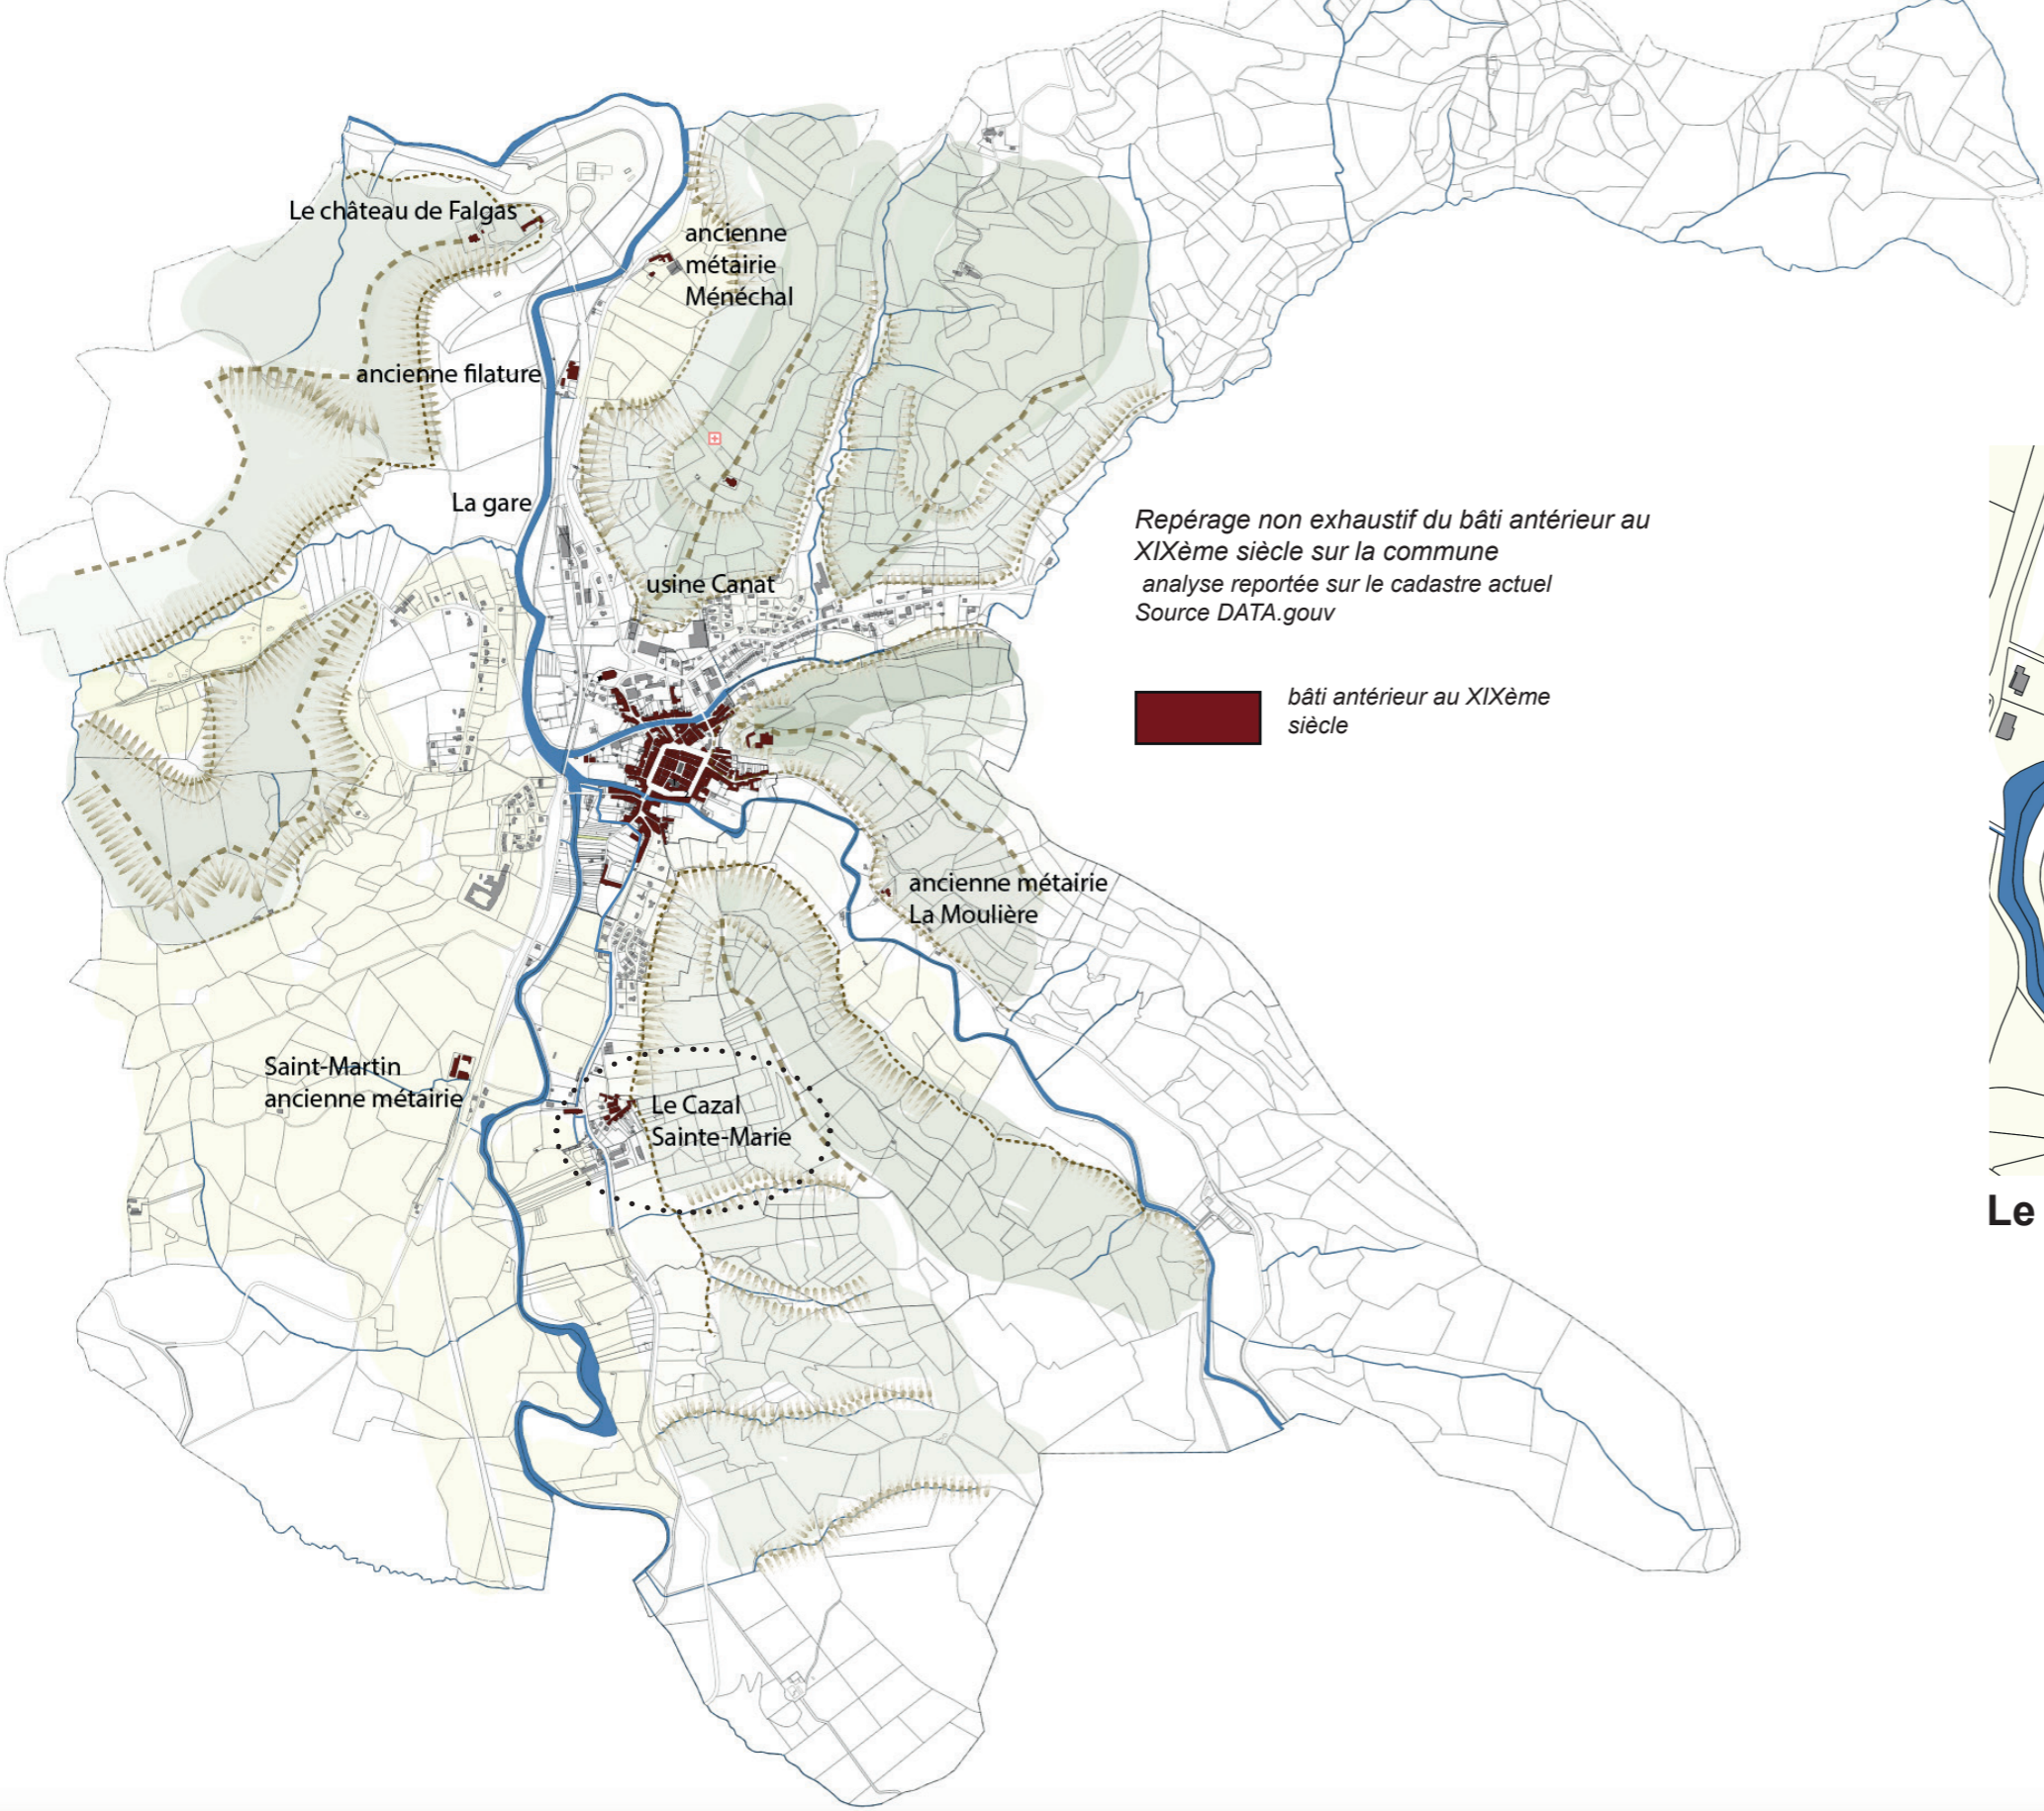 Le château de Falgas
ancienne
métairie
Ménéchal
ancienne filature
La gare
usine Canat
Repérage non exhaustif du bâti antérieur au
XIXème siècle sur la commune
analyse reportée sur le cadastre actuel
Source DATA.gouv
bâti antérieur au XIXème
siècle
ancienne métairie
La Moulière
Saint-Martin
ancienne métairie
Le Cazal
Sainte-Marie
Le